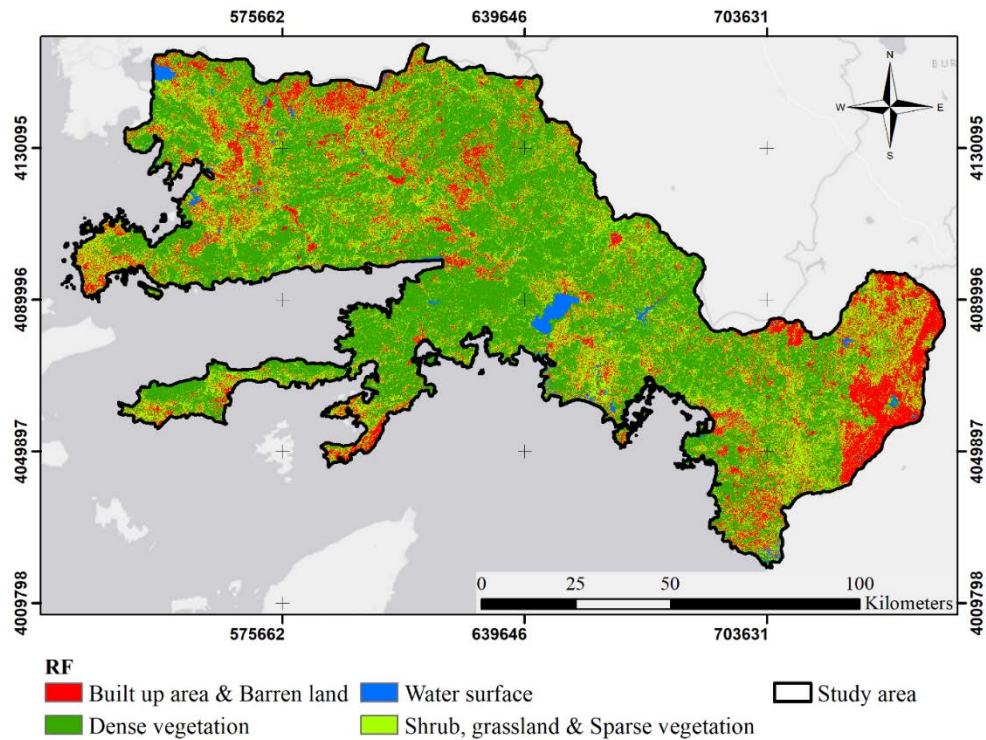 575662 639646 703631
BUR
N
W E
S
4130095 4130095
4089996 4089996
4049897 4049897
4009798 4009798
0 25 50 100
Kilometers
575662 639646 703631
RF
Built up area & Barren land Water surface Study area
Dense vegetation Shrub, grassland & Sparse vegetation